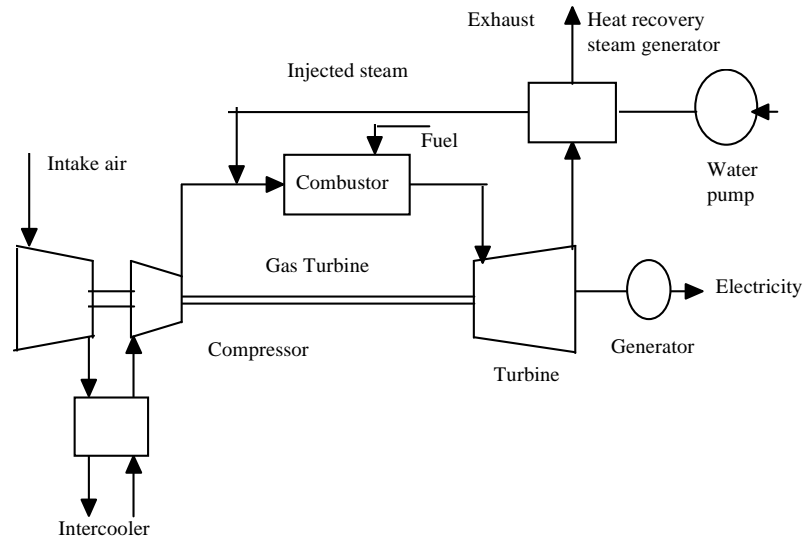 Exhaust
Heat recovery
steam generator
Injected steam
Fuel
Intake air
Combustor
Water
pump
Gas Turbine
Electricity
Compressor
Generator
Turbine
Intercooler